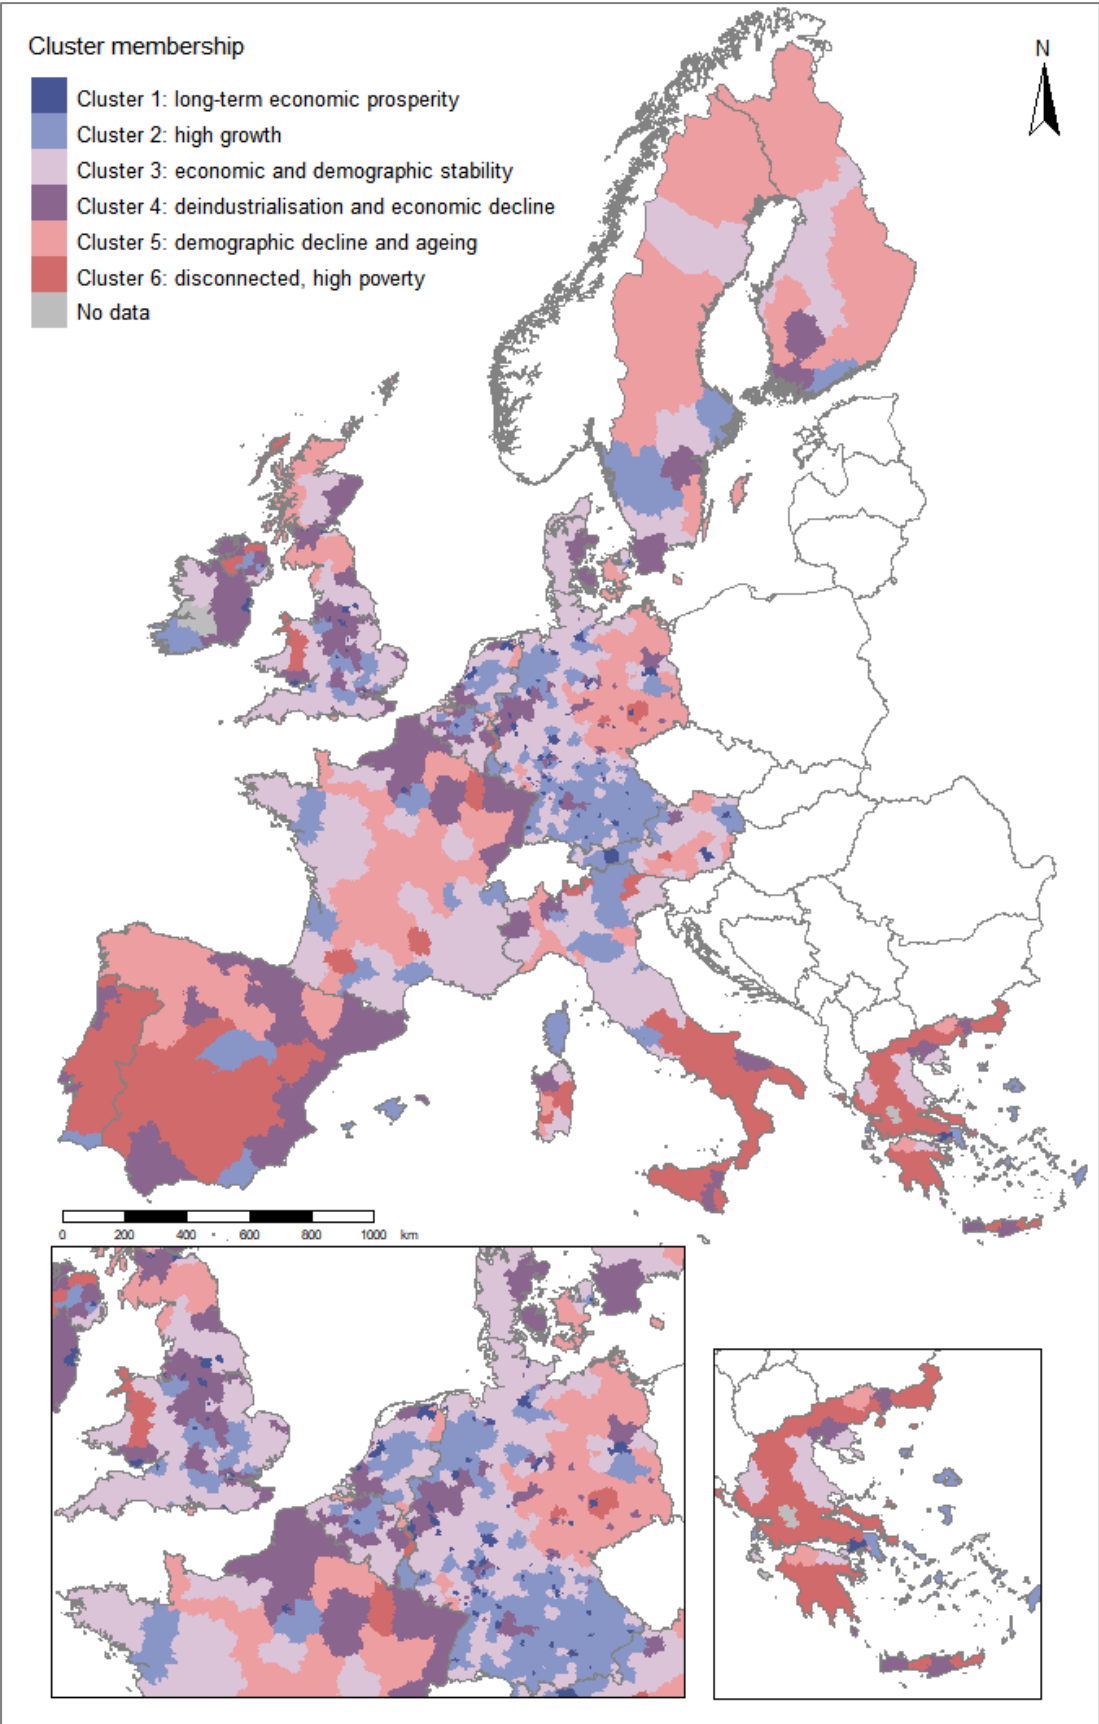 Cluster membership
N
Cluster 1: long-term economic prosperity
Cluster 2: high growth
Cluster 3: economic and demographic stability
Cluster 4: deindustrialisation and economic decline
Cluster 5: demographic decline and ageing
Cluster 6: disconnected, high poverty
No data
0 200 400 600 800 1000 km